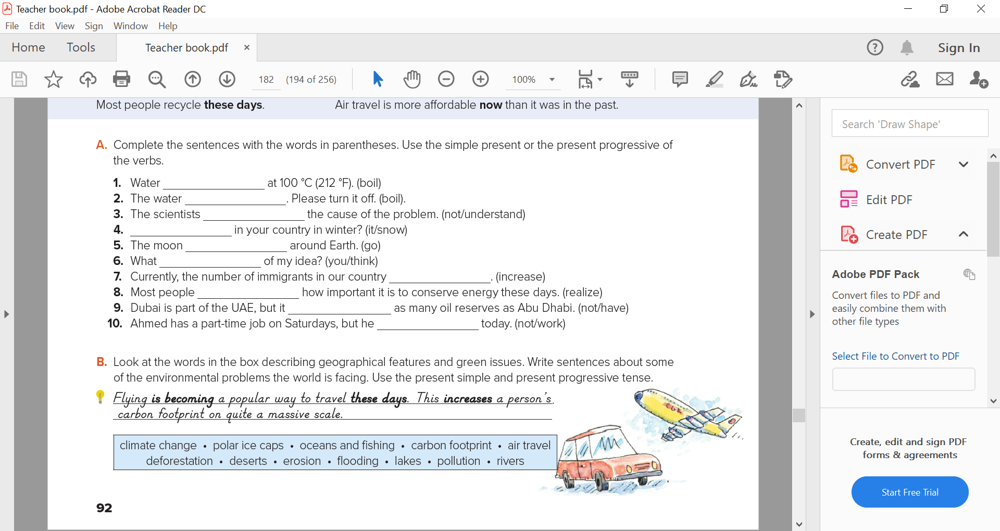 Teacher book.pdf - Adobe Acrobat Reader DC
File Edit View Sign Window Help
Home Tools Teacher book.pdf × Sign In
182 (194 of 256) 100%
Most people recycle these days. Air travel is more affordable now than it was in the past.
A. Complete the sentences with the words in parentheses. Use the simple present or the present progressive of
the verbs.
1. Water ________________ at 100 °C (212 °F). (boil)
2. The water ________________. Please turn it off. (boil).
3. The scientists ________________ the cause of the problem. (not/understand)
4. ________________ in your country in winter? (it/snow)
5. The moon ________________ around Earth. (go)
6. What ________________ of my idea? (you/think)
7. Currently, the number of immigrants in our country ________________. (increase)
8. Most people ________________ how important it is to conserve energy these days. (realize)
9. Dubai is part of the UAE, but it ________________ as many oil reserves as Abu Dhabi. (not/have)
10. Ahmed has a part-time job on Saturdays, but he ________________ today. (not/work)
B. Look at the words in the box describing geographical features and green issues. Write sentences about some
of the environmental problems the world is facing. Use the present simple and present progressive tense.
Flying is becoming a popular way to travel these days. This increases a person's
carbon footprint on quite a massive scale.
climate change • polar ice caps • oceans and fishing • carbon footprint • air travel
deforestation • deserts • erosion • flooding • lakes • pollution • rivers
92
Search 'Draw Shape'
Convert PDF
Edit PDF
Create PDF
Adobe PDF Pack
Convert files to PDF and
easily combine them with
other file types
Select File to Convert to PDF
Create, edit and sign PDF
forms & agreements
Start Free Trial